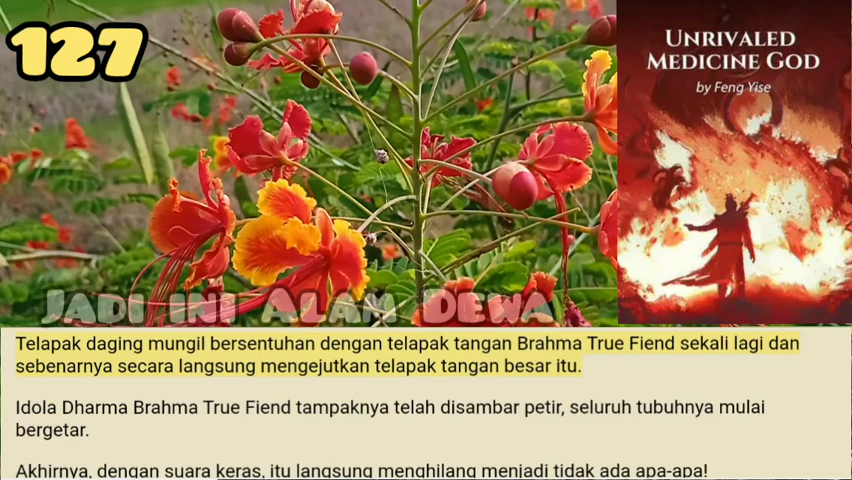 127
UNRIVALED
MEDICINE GOD
by Feng Yise
JADI INI ALAM DEWA
Telapak daging mungil bersentuhan dengan telapak tangan Brahma True Fiend sekali lagi dan
sebenarnya secara langsung mengejutkan telapak tangan besar itu.
Idola Dharma Brahma True Fiend tampaknya telah disambar petir, seluruh tubuhnya mulai
bergetar.
Akhirnya, dengan suara keras, itu langsung menghilang menjadi tidak ada apa-apa!